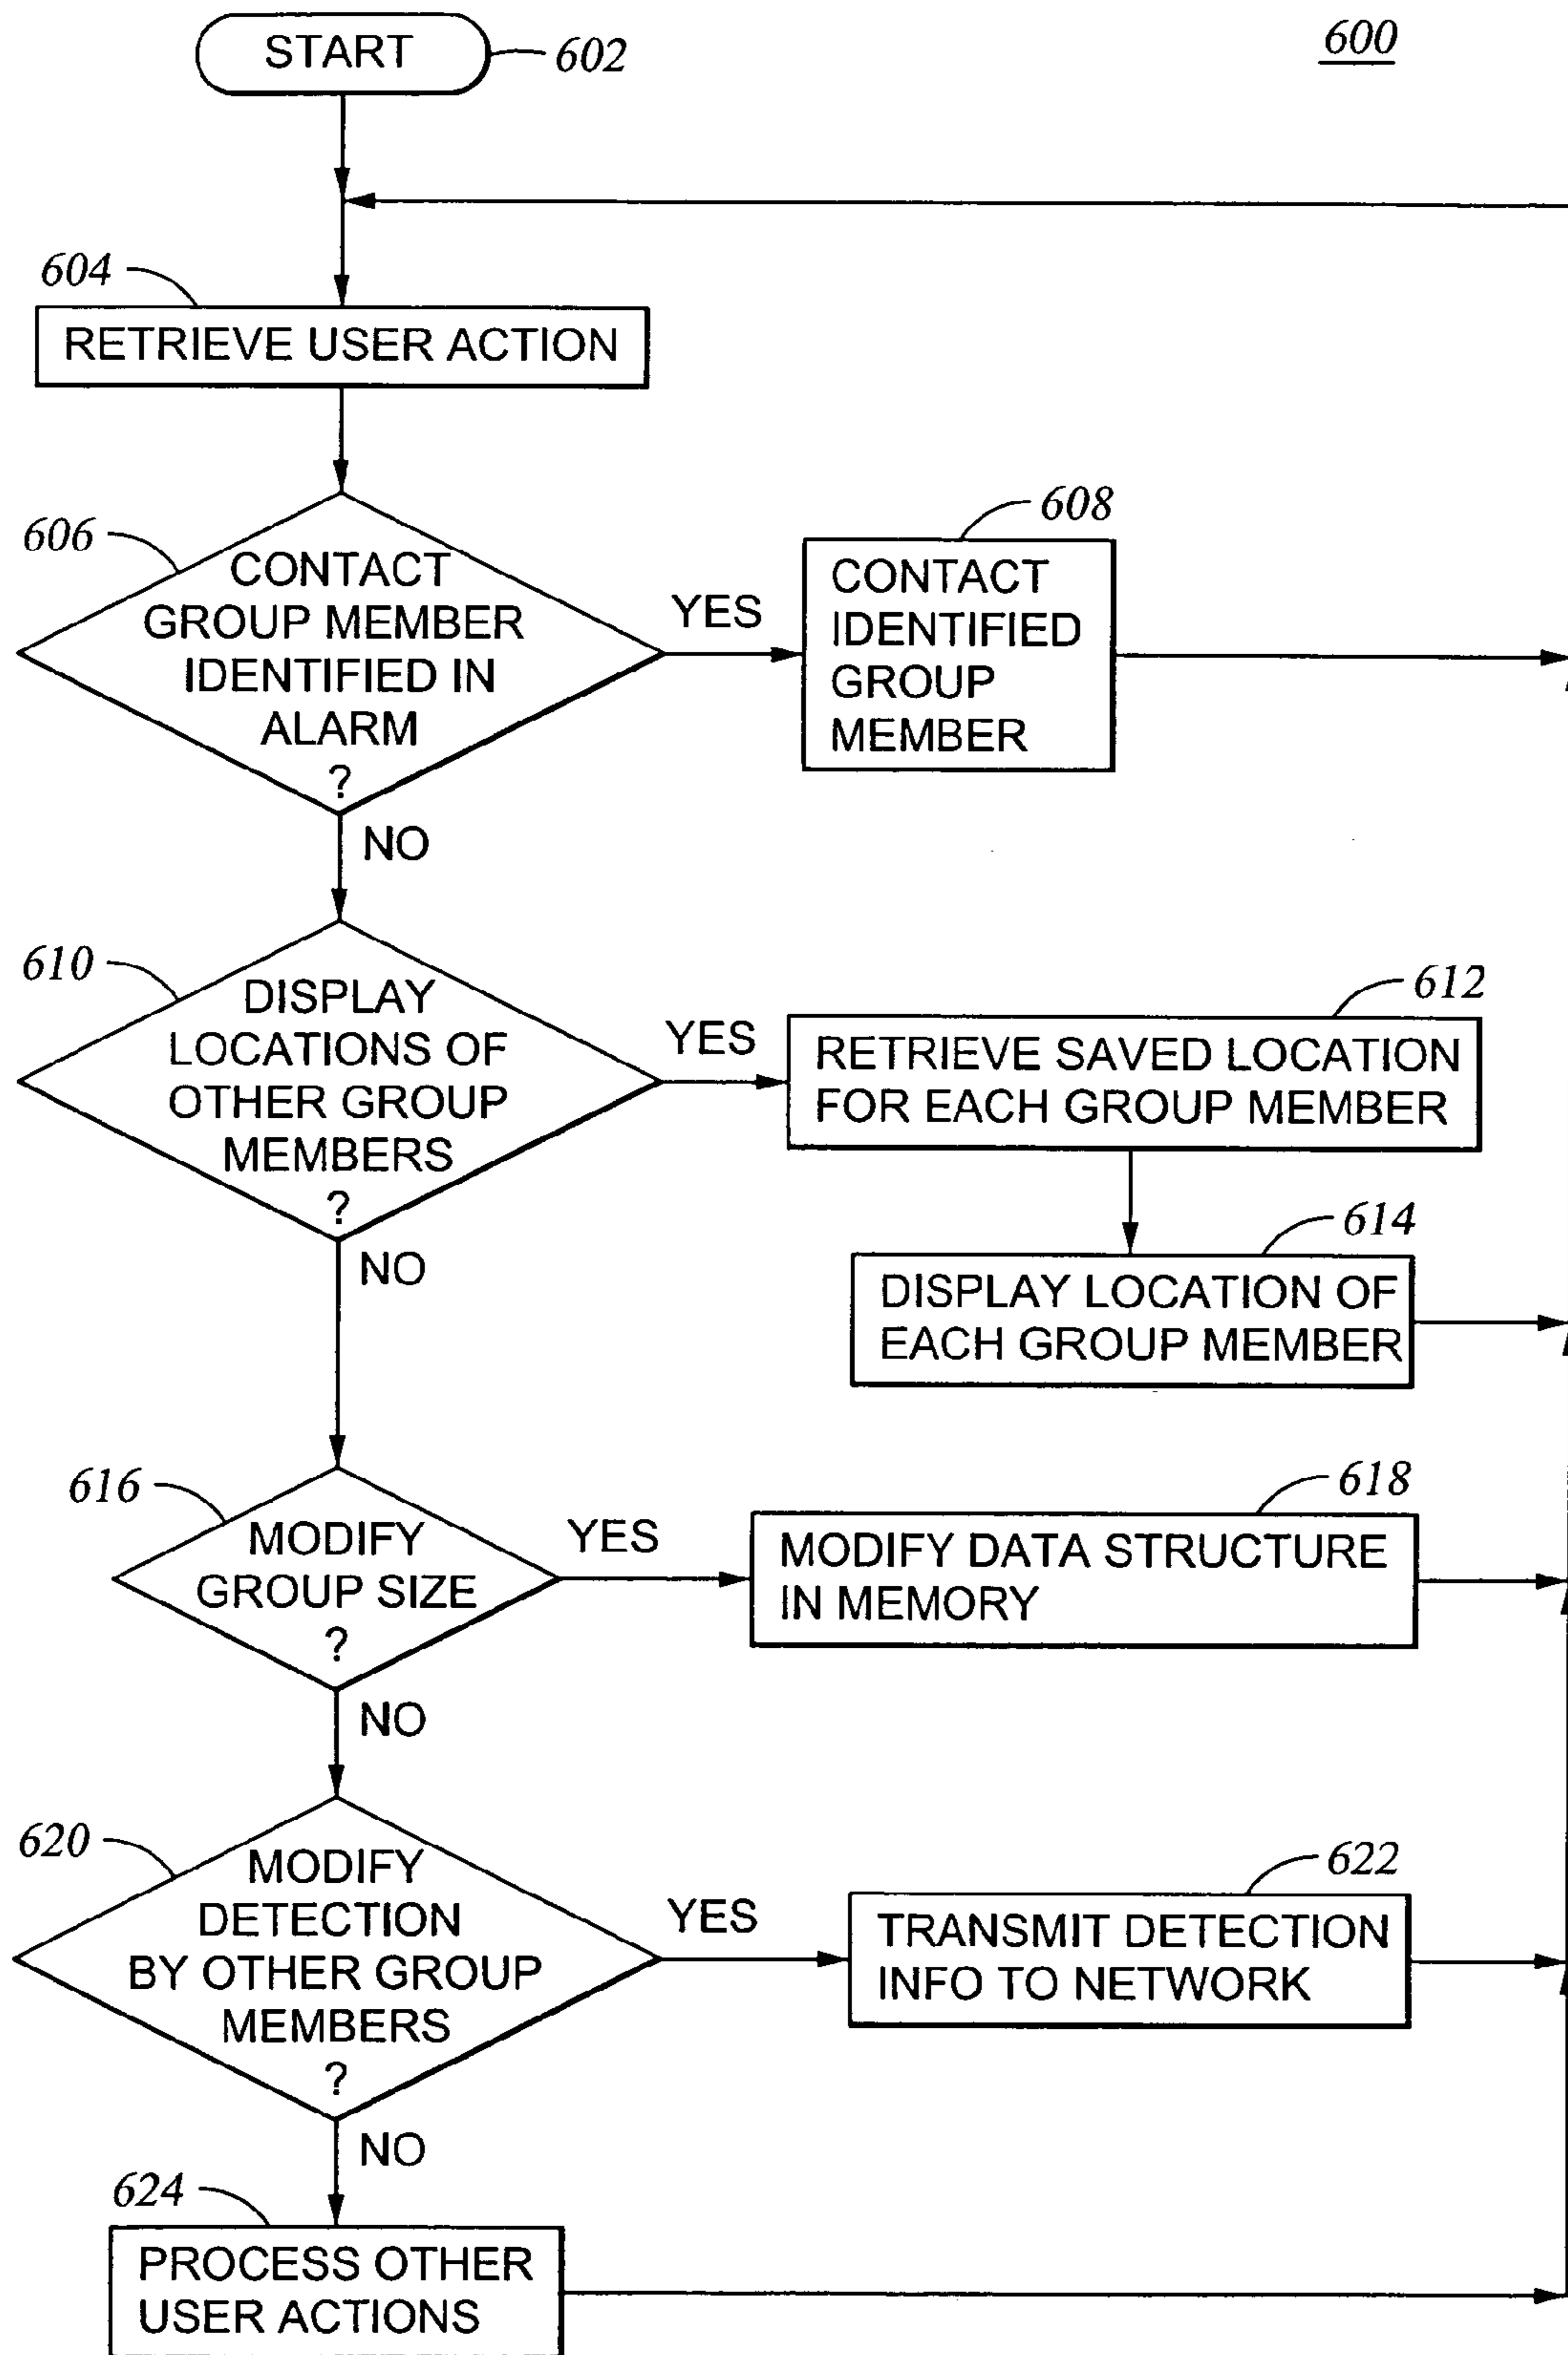 START
602
600
604
RETRIEVE USER ACTION
606
CONTACT
GROUP MEMBER
IDENTIFIED IN
ALARM
?
YES
608
CONTACT
IDENTIFIED
GROUP
MEMBER
NO
610
DISPLAY
LOCATIONS OF
OTHER GROUP
MEMBERS
?
YES
612
RETRIEVE SAVED LOCATION
FOR EACH GROUP MEMBER
614
DISPLAY LOCATION OF
EACH GROUP MEMBER
NO
616
MODIFY
GROUP SIZE
?
YES
618
MODIFY DATA STRUCTURE
IN MEMORY
NO
620
MODIFY
DETECTION
BY OTHER GROUP
MEMBERS
?
YES
622
TRANSMIT DETECTION
INFO TO NETWORK
NO
624
PROCESS OTHER
USER ACTIONS